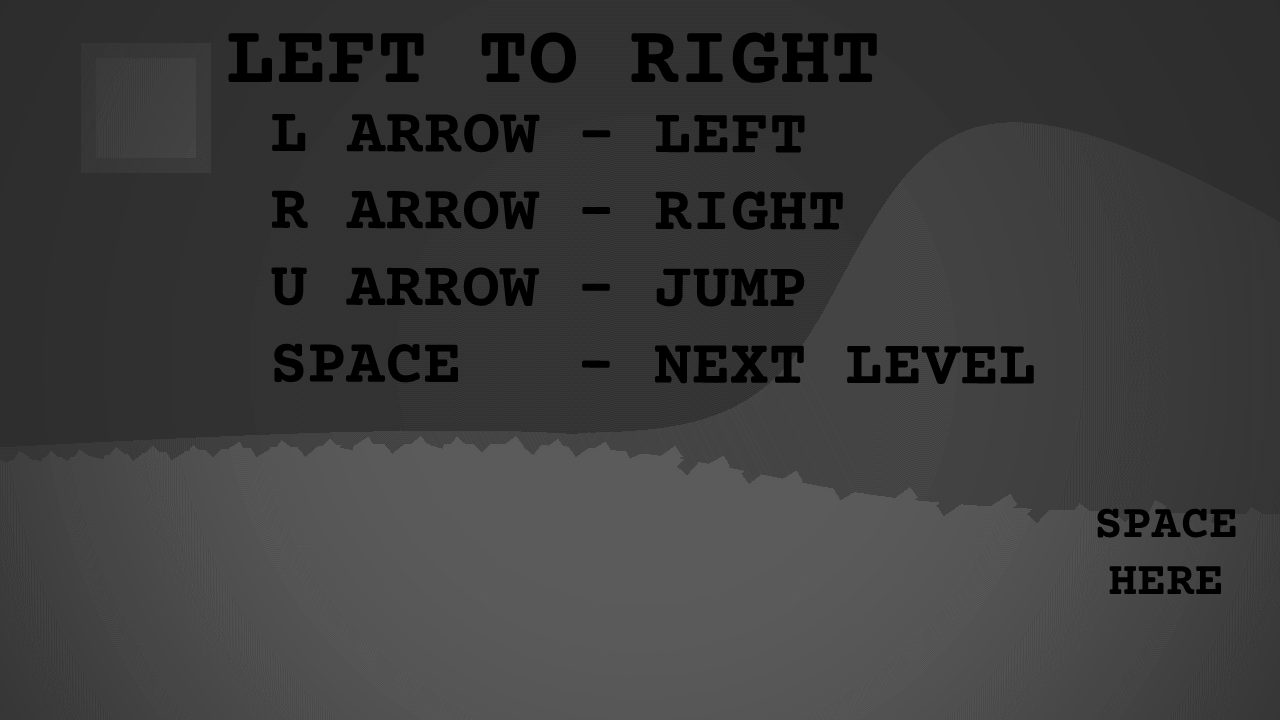 LEFT TO RIGHT
L ARROW - LEFT
R ARROW - RIGHT
U ARROW - JUMP
SPACE - NEXT LEVEL
SPACE
HERE